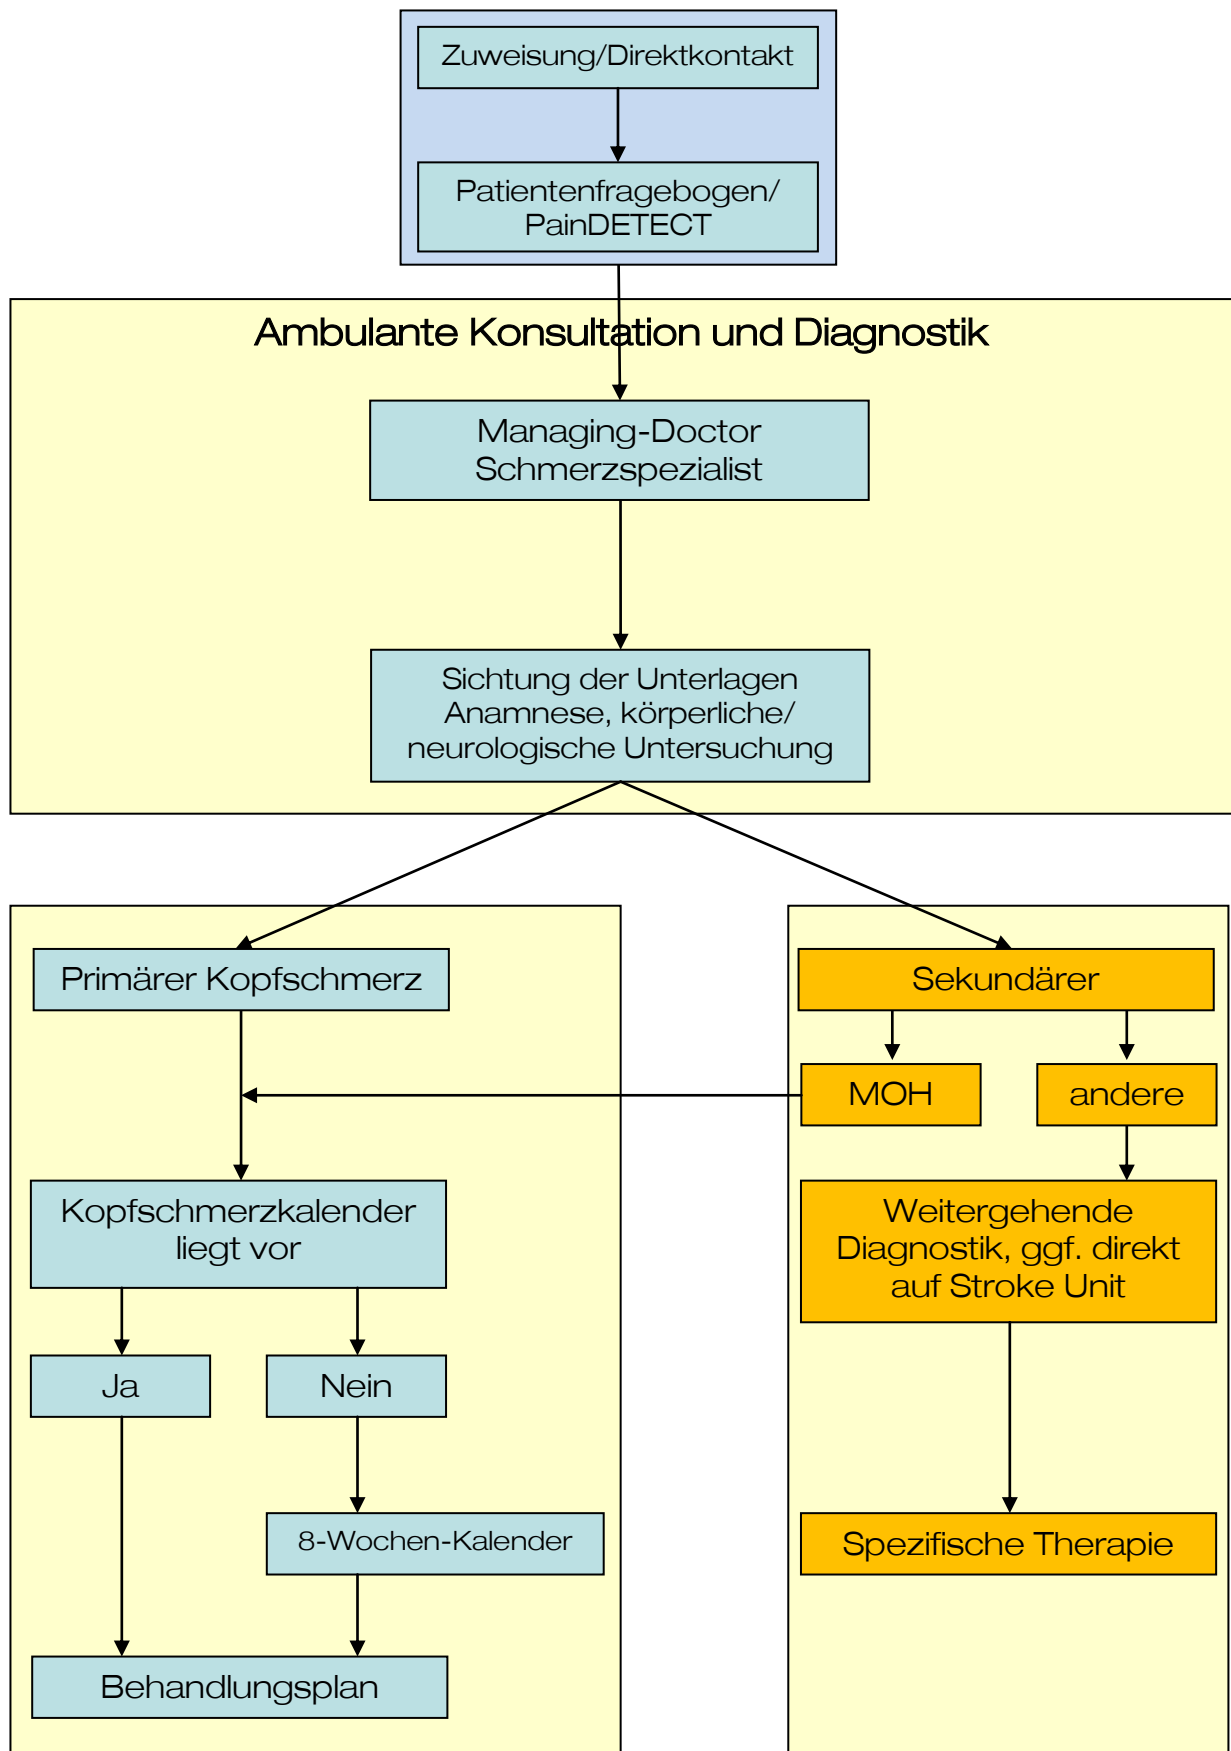 Zuweisung/Direktkontakt
Patientenfragebogen/
PainDETECT
Ambulante Konsultation und Diagnostik
Managing-Doctor
Schmerzspezialist
Sichtung der Unterlagen
Anamnese, körperliche/
neurologische Untersuchung
Primärer Kopfschmerz
Sekundärer
MOH
andere
Kopfschmerzkalender
liegt vor
Weitergehende
Diagnostik, ggf. direkt
auf Stroke Unit
Ja
Nein
8-Wochen-Kalender
Spezifische Therapie
Behandlungsplan